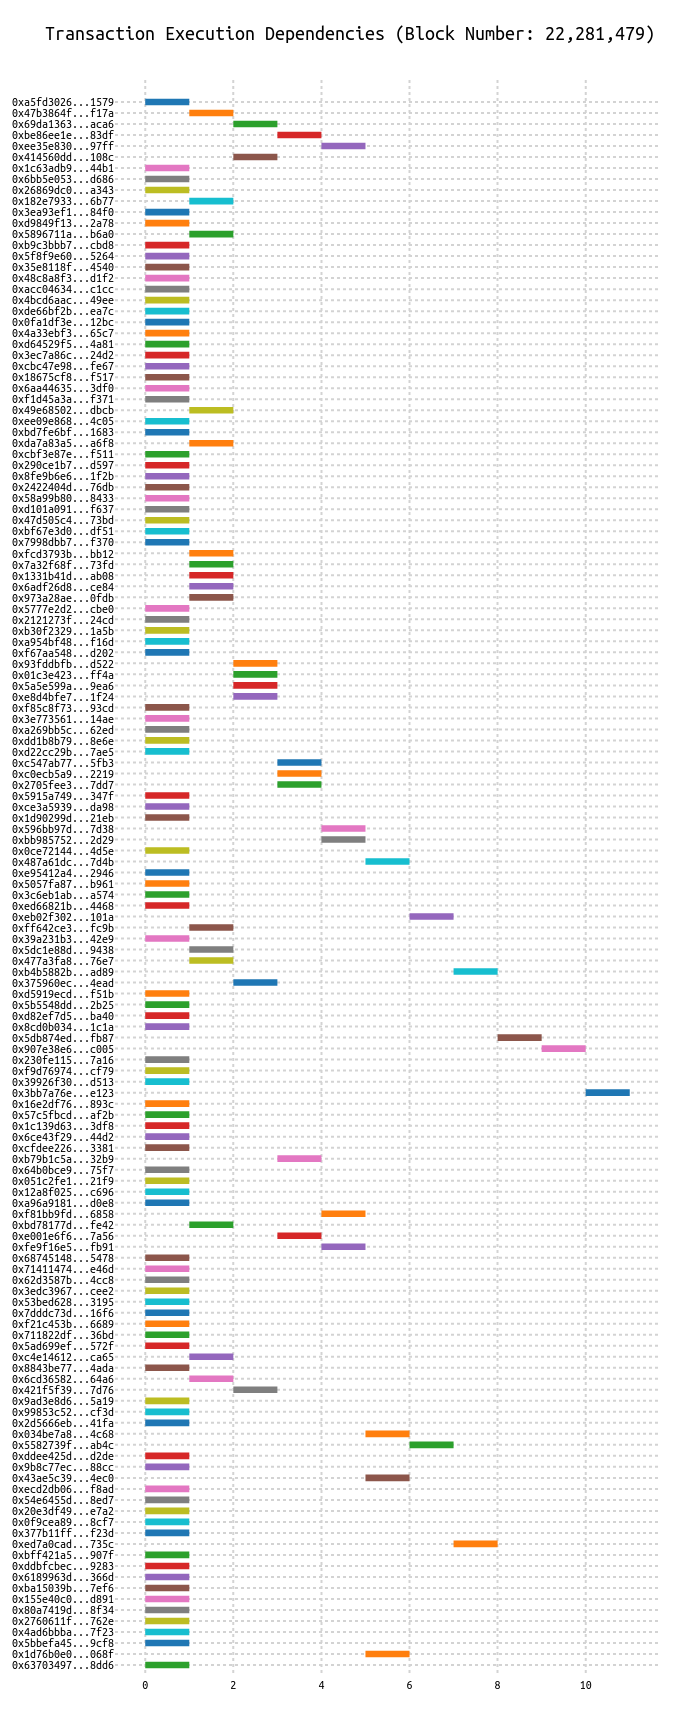 Transaction Execution Dependencies (Block Number: 22,281,479)
0xa5fd3026...1579
0x47b3864f...f17a
0x69da1363...aca6
0xbe86ee1e...83df
0xee35e830...97ff
0x414560dd...108c
0x1c63adb9...44b1
0x6bb5e053...d686
0x26869dc0...a343
0x182e7933...6b77
0x3ea93ef1...84f0
0xd9849f13...2a78
0x5896711a...b6a0
0xb9c3bbb7...cbd8
0x5f8f9e60...5264
0x35e8118f...4540
0x48c8a8f3...d1f2
0xacc04634...c1cc
0x4bcd6aac...49ee
0xde66bf2b...ea7c
0x0fa1df3e...12bc
0x4a33ebf3...65c7
0xd64529f5...4a81
0x3ec7a86c...24d2
0xcbc47e98...fe67
0x18675cf8...f517
0x6aa44635...3df0
0xf1d45a3a...f371
0x49e68502...dbcb
0xee09e868...4c05
0xbd7fe6bf...1683
0xda7a83a5...a6f8
0xcbf3e87e...f511
0x290ce1b7...d597
0x8fe9b6e6...1f2b
0x2422404d...76db
0x58a99b80...8433
0xd101a091...f637
0x47d505c4...73bd
0xbf67e3d0...df51
0x7998dbb7...f370
0xfcd3793b...bb12
0x7a32f68f...73fd
0x1331b41d...ab08
0x6adf26d8...ce84
0x973a28ae...0fdb
0x5777e2d2...cbe0
0x2121273f...24cd
0xb30f2329...1a5b
0xa954bf48...f16d
0xf67aa548...d202
0x93fddbfb...d522
0x01c3e423...ff4a
0x5a5e599a...9ea6
0xe8d4bfe7...1f24
0xf85c8f73...93cd
0x3e773561...14ae
0xa269bb5c...62ed
0xdd1b8b79...8e6e
0xd22cc29b...7ae5
0xc547ab77...5fb3
0xc0ecb5a9...2219
0x2705fee3...7dd7
0x5915a749...347f
0xce3a5939...da98
0x1d90299d...21eb
0x596bb97d...7d38
0xbb985752...2d29
0x0ce72144...4d5e
0x487a61dc...7d4b
0xe95412a4...2946
0x5057fa87...b961
0x3c6eb1ab...a574
0xed66821b...4468
0xeb02f302...101a
0xff642ce3...fc9b
0x39a231b3...42e9
0x5dc1e88d...9438
0x477a3fa8...76e7
0xb4b5882b...ad89
0x375960ec...4ead
0xd5919ecd...f51b
0x5b5548dd...2b25
0xd82ef7d5...ba40
0x8cd0b034...1c1a
0x5db874ed...fb87
0x907e38e6...c005
0x230fe115...7a16
0xf9d76974...cf79
0x39926f30...d513
0x3bb7a76e...e123
0x16e2df76...893c
0x57c5fbcd...af2b
0x1c139d63...3df8
0x6ce43f29...44d2
0xcfdee226...3381
0xb79b1c5a...32b9
0x64b0bce9...75f7
0x051c2fe1...21f9
0x12a8f025...c696
0xa96a9181...d0e8
0xf81bb9fd...6858
0xbd78177d...fe42
0xe001e6f6...7a56
0xfe9f16e5...fb91
0x68745148...5478
0x71411474...e46d
0x62d3587b...4cc8
0x3edc3967...cee2
0x53bed628...3195
0x7dddc73d...16f6
0xf21c453b...6689
0x711822df...36bd
0x5ad699ef...572f
0xc4e14612...ca65
0x8843be77...4ada
0x6cd36582...64a6
0x421f5f39...7d76
0x9ad3e8d6...5a19
0x99853c52...cf3d
0x2d5666eb...41fa
0x034be7a8...4c68
0x5582739f...ab4c
0xddee425d...d2de
0x9b8c77ec...88cc
0x43ae5c39...4ec0
0xecd2db06...f8ad
0x54e6455d...8ed7
0x20e3df49...e7a2
0x0f9cea89...8cf7
0x377b11ff...f23d
0xed7a0cad...735c
0xbff421a5...907f
0xddbfcbec...9283
0x6189963d...366d
0xba15039b...7ef6
0x155e40c0...d891
0x80a7419d...8f34
0x2760611f...762e
0x4ad6bbba...7f23
0x5bbefa45...9cf8
0x1d76b0e0...068f
0x63703497...8dd6
0 2 4 6 8 10